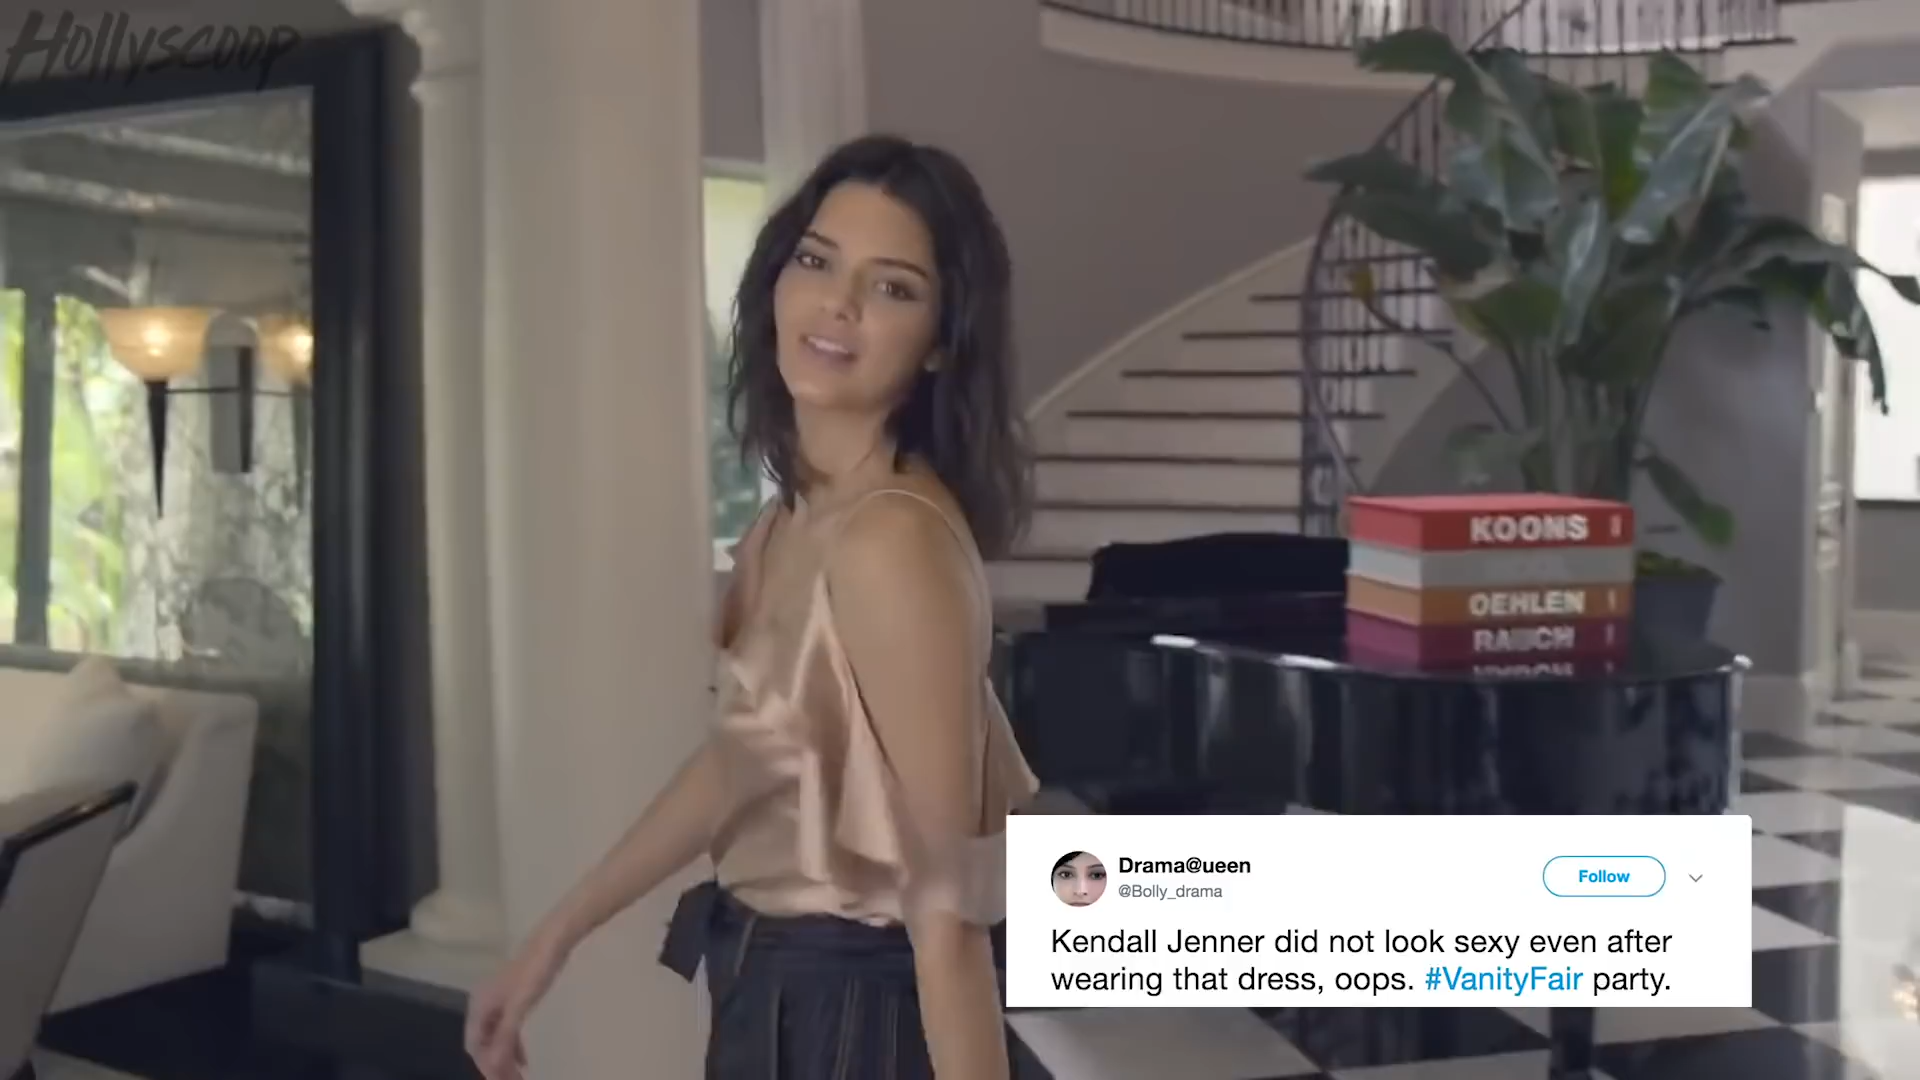 Hollyscoop
KOONS
OEHLEN
RAUCH
Drama@ueen
@Bolly_drama
Follow
Kendall Jenner did not look sexy even after
wearing that dress, oops. #VanityFair party.